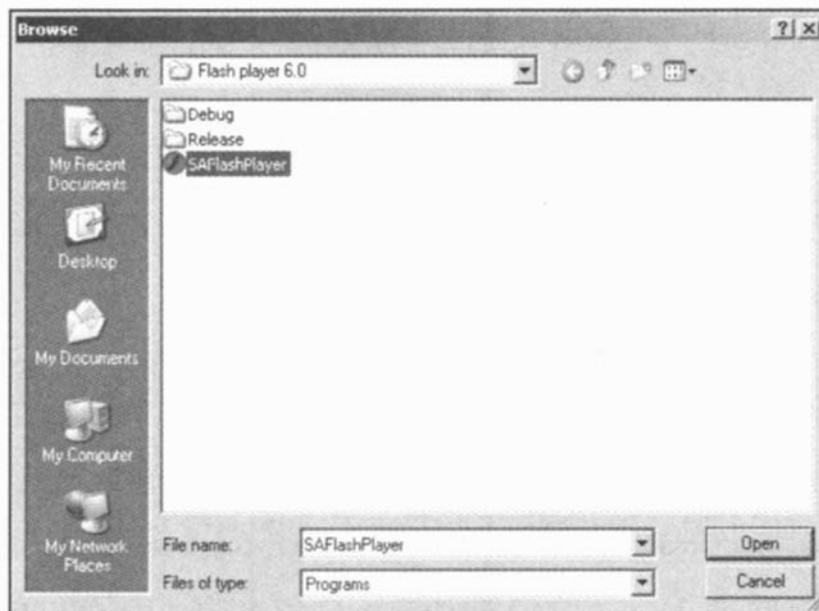 Browse
Look in:
Flash player 6.0
My Recent
Documents
Desktop
My Documents
My Computer
My Network
Places
Debug
Release
SAFlashPlayer
File name:
SAFlashPlayer
Open
Files of type:
Programs
Cancel